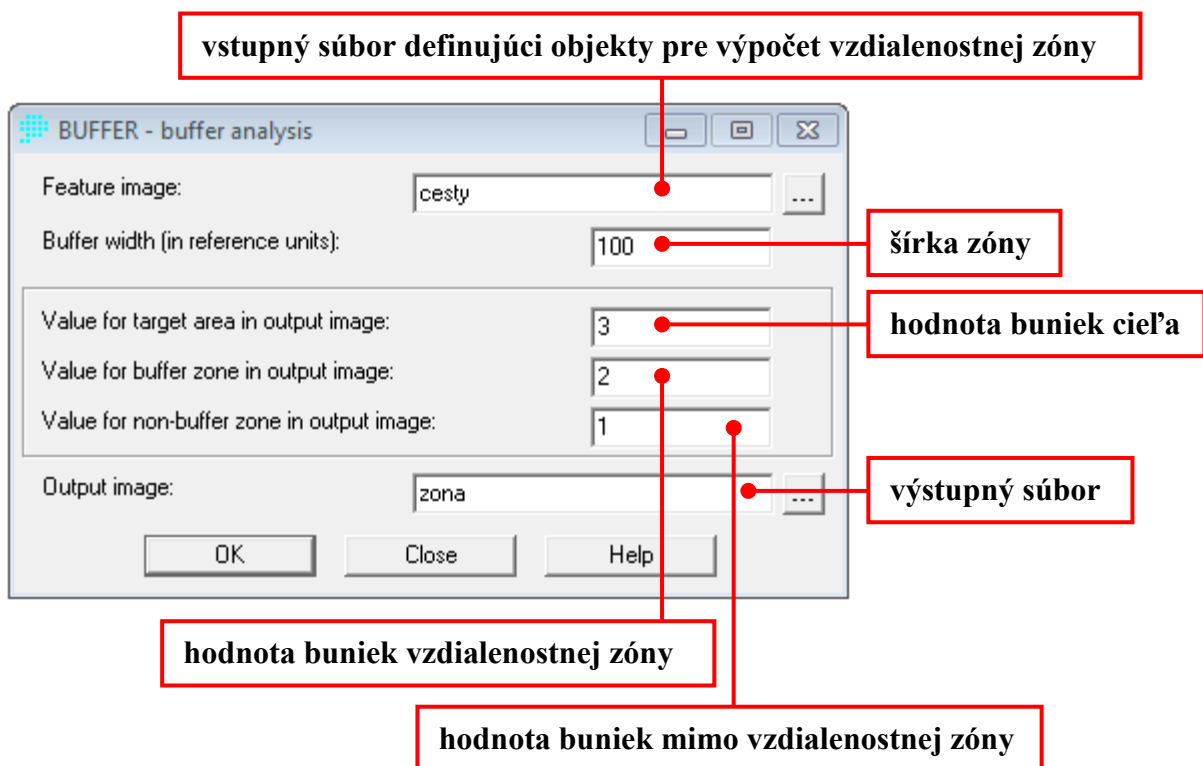 vstupný súbor definujúci objekty pre výpočet vzdialenostnej zóny
BUFFER - buffer analysis
Feature image:
cesty
...
Buffer width (in reference units):
100
šírka zóny
Value for target area in output image:
3
hodnota buniek cieľa
Value for buffer zone in output image:
2
Value for non-buffer zone in output image:
1
Output image:
zona
...
výstupný súbor
OK
Close
Help
hodnota buniek vzdialenostnej zóny
hodnota buniek mimo vzdialenostnej zóny